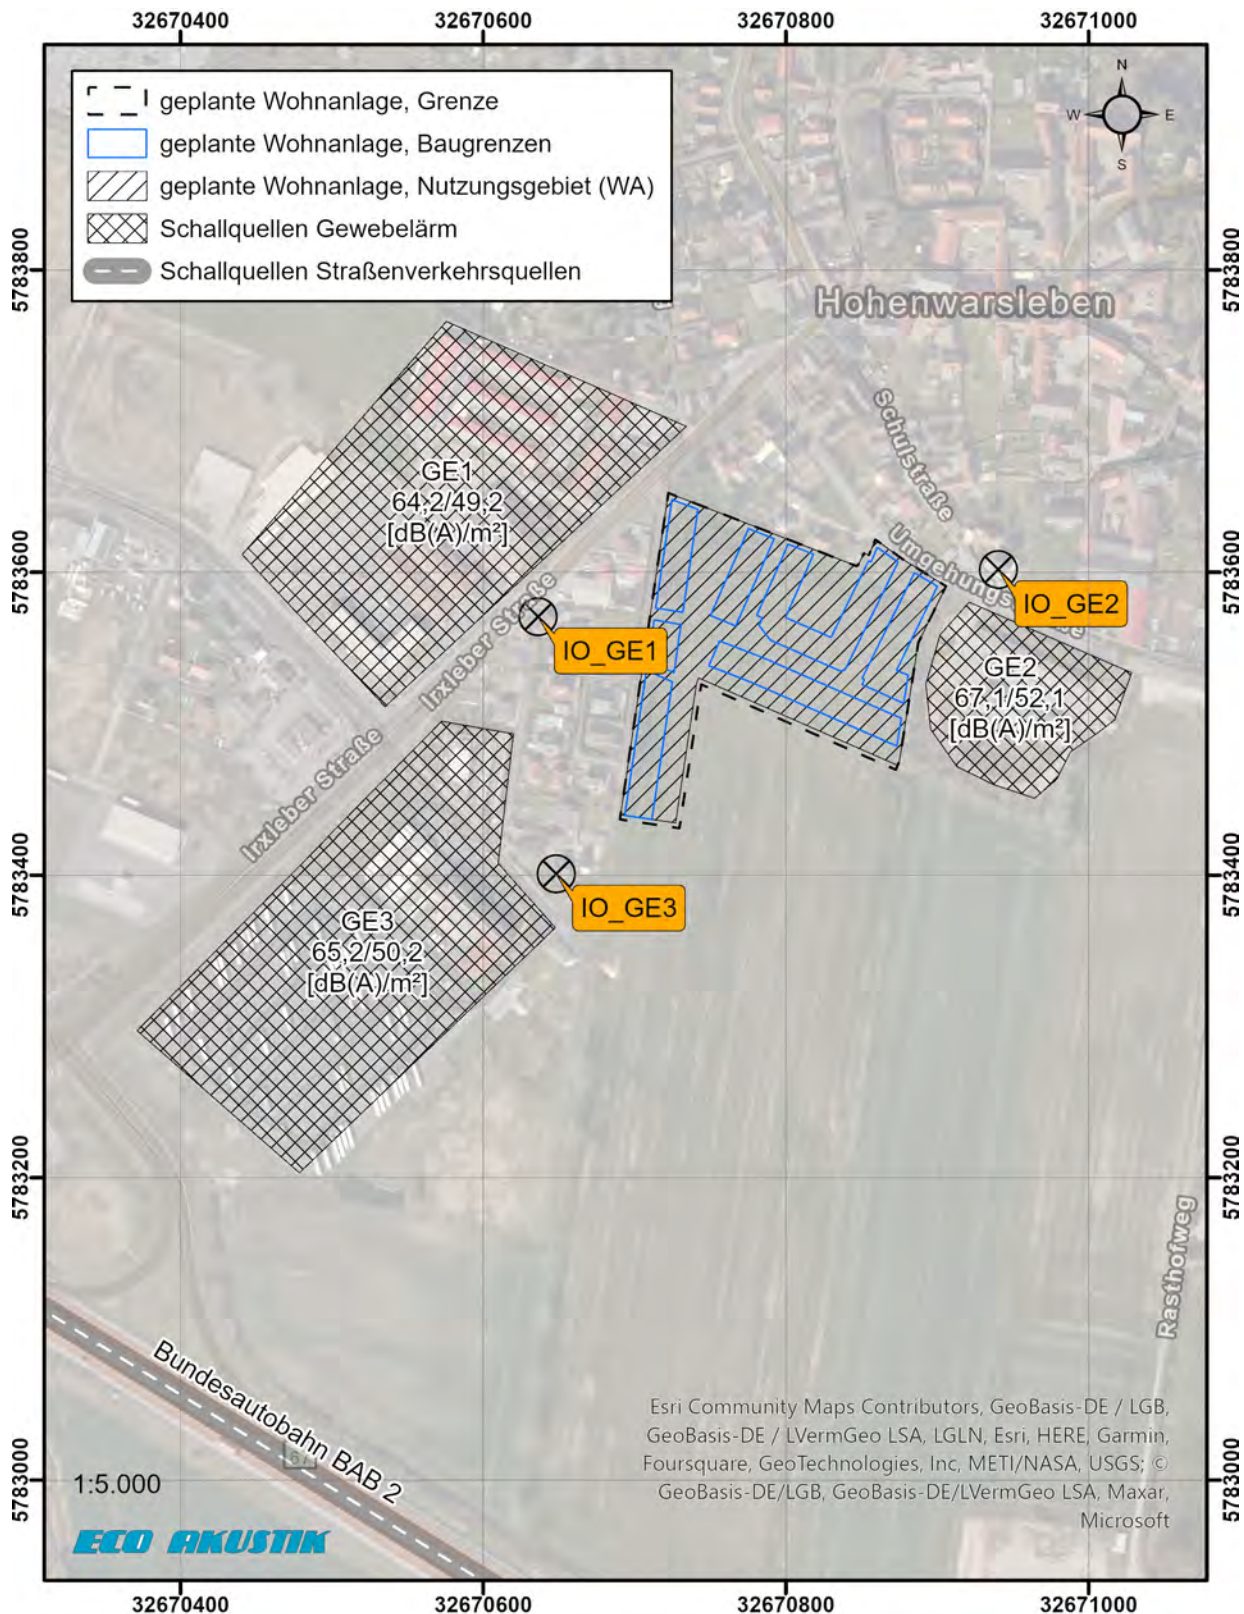 32670400 32670600 32670800 32671000
geplante Wohnanlage, Grenze
geplante Wohnanlage, Baugrenzen
geplante Wohnanlage, Nutzungsgebiet (WA)
Schallquellen Gewebelärm
Schallquellen Straßenverkehrsquellen
N
W E
S
5783800 5783800
Hohenwarsleben
Schulstraße
GE1
64,2/49,2
[dB(A)/m²]
5783600 5783600
Umgehungs
IO_GE2
Irxleber Straße
IO_GE1
GE2
67,1/52,1
[dB(A)/m²]
Irxleber Straße
5783400 5783400
IO_GE3
GE3
65,2/50,2
[dB(A)/m²]
5783200 5783200
Rasthofweg
Bundesautobahn BAB 2
67
Esri Community Maps Contributors, GeoBasis-DE / LGB,
GeoBasis-DE / LVermGeo LSA, LGLN, Esri, HERE, Garmin,
Foursquare, GeoTechnologies, Inc, METI/NASA, USGS; ©
GeoBasis-DE/LGB, GeoBasis-DE/LVermGeo LSA, Maxar,
Microsoft
5783000 5783000
1:5.000
ECO AKUSTIK
32670400 32670600 32670800 32671000